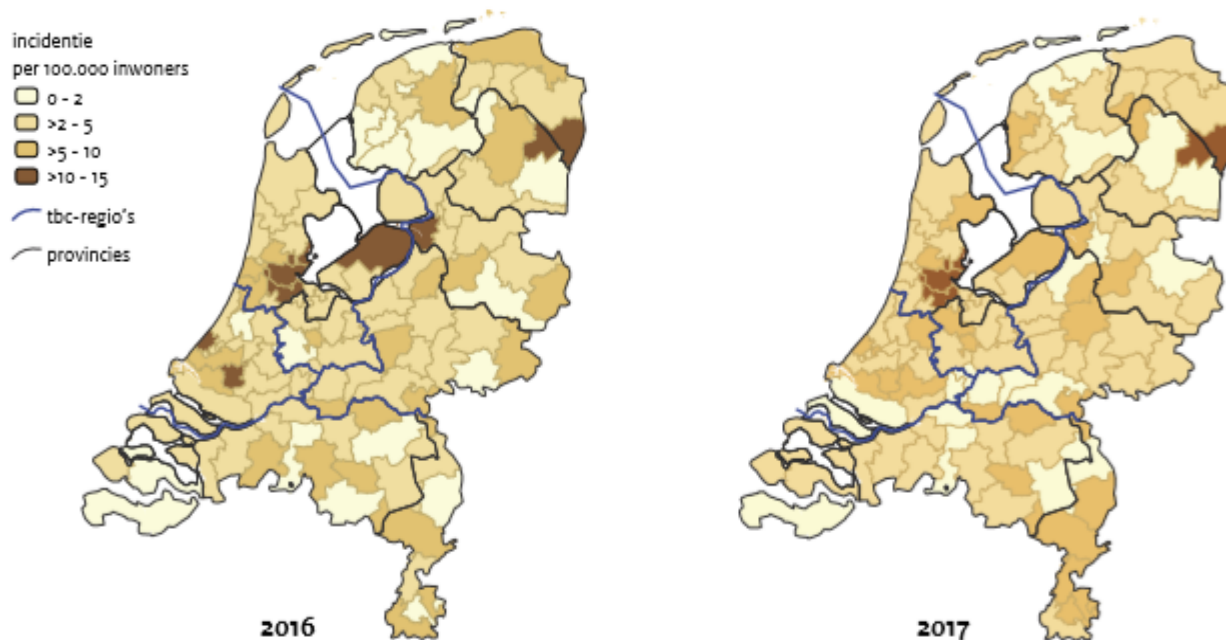 incidentie
per 100.000 inwoners
0 - 2
>2 - 5
>5 - 10
>10 - 15
tbc-regio's
provincies
2016
2017